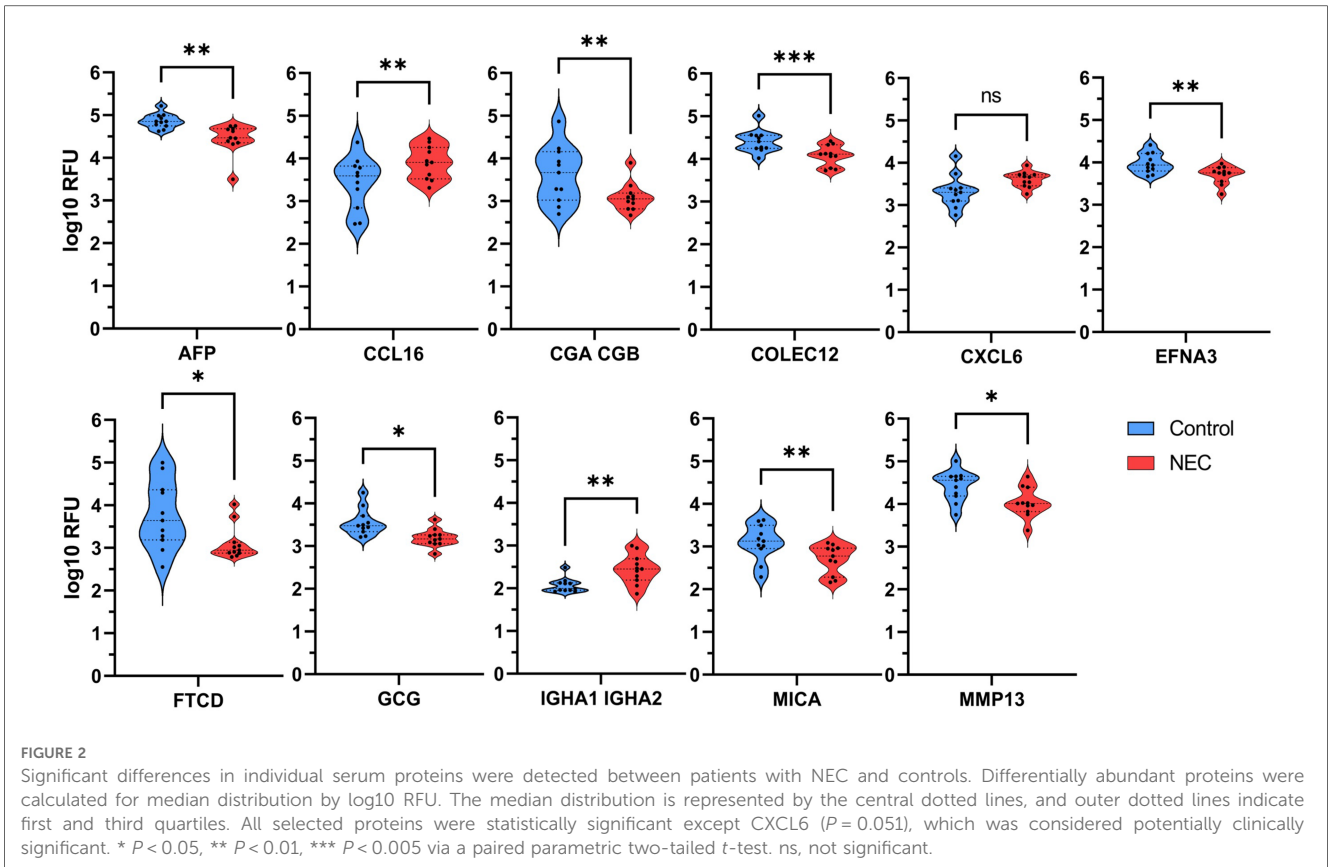 ** ** ** *** ns **
log10 RFU
6 6 6 6 6 6
5 5 5 5 5 5
4 4 4 4 4 4
3 3 3 3 3 3
2 2 2 2 2 2
1 1 1 1 1 1
0 0 0 0 0 0
AFP CCL16 CGA CGB COLEC12 CXCL6 EFNA3
* * ** ** *
log10 RFU
6 6 6 6 6
5 5 5 5 5
4 4 4 4 4
3 3 3 3 3
2 2 2 2 2
1 1 1 1 1
0 0 0 0 0
Control
NEC
FTCD GCG IGHA1 IGHA2 MICA MMP13
FIGURE 2
Significant differences in individual serum proteins were detected between patients with NEC and controls. Differentially abundant proteins were
calculated for median distribution by log10 RFU. The median distribution is represented by the central dotted lines, and outer dotted lines indicate
first and third quartiles. All selected proteins were statistically significant except CXCL6 (P = 0.051), which was considered potentially clinically
significant. * P < 0.05, ** P < 0.01, *** P < 0.005 via a paired parametric two-tailed t-test. ns, not significant.